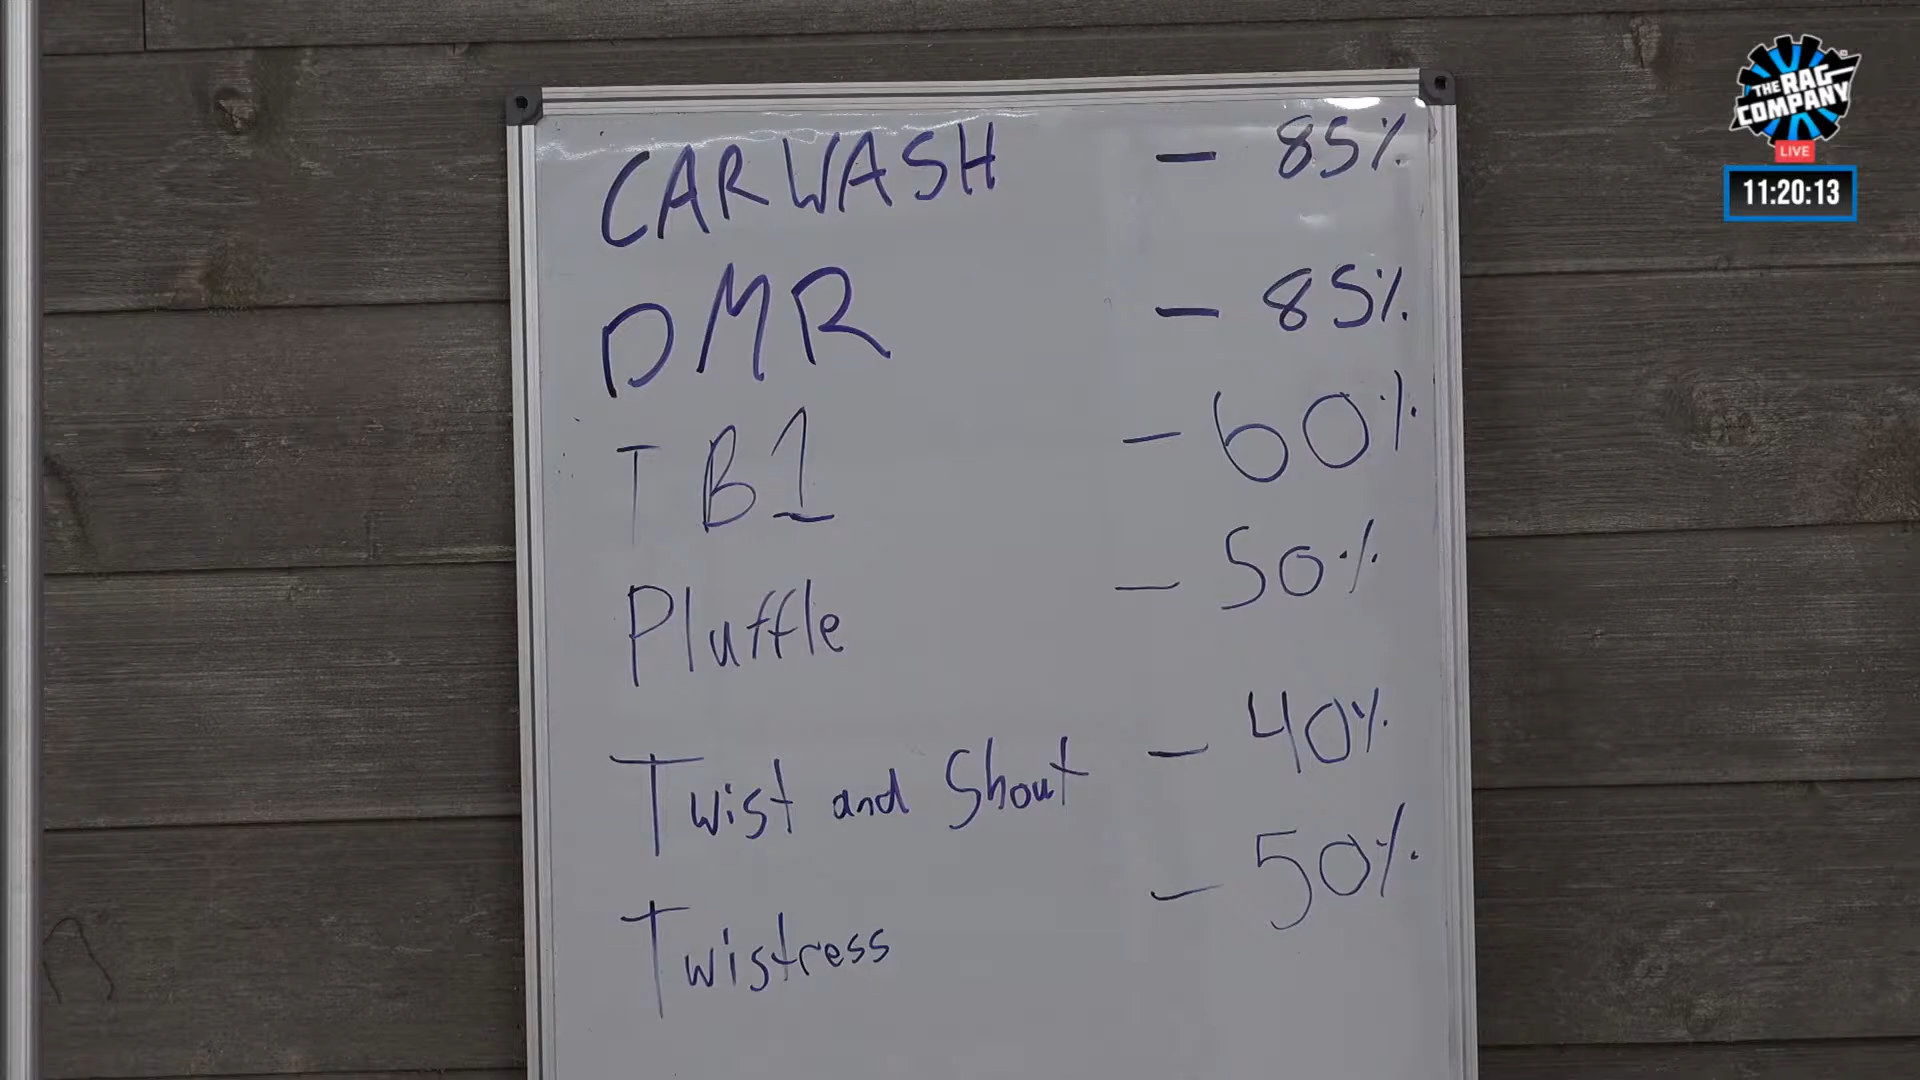 CARWASH - 85%
DMR - 85%
TB1 - 60%
Pluffle - 50%
Twist and Shout - 40%
Twistress - 50%
THE RAG COMPANY
LIVE
11:20:13